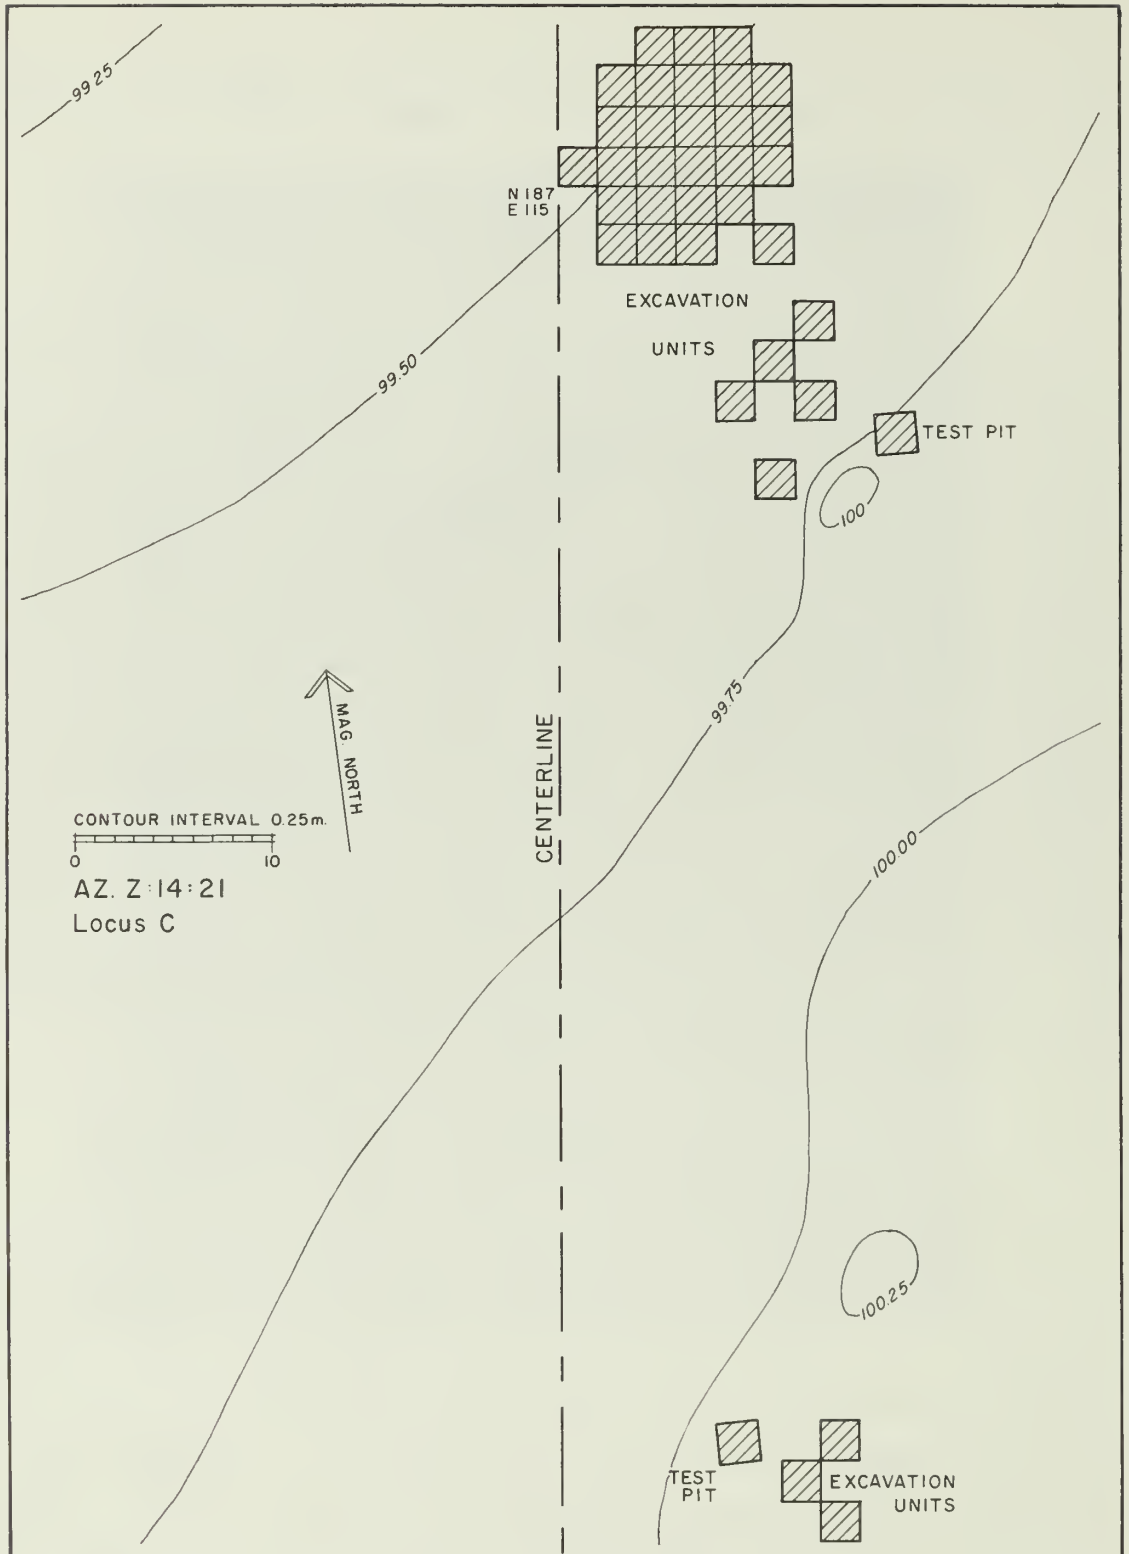 99.25
N 187
E 115
EXCAVATION
UNITS
99.50
TEST PIT
100
99.75
MAG. NORTH
CENTERLINE
CONTOUR INTERVAL 0.25m.
0 10
AZ. Z:14:21
Locus C
100.00
100.25
TEST
PIT
EXCAVATION
UNITS